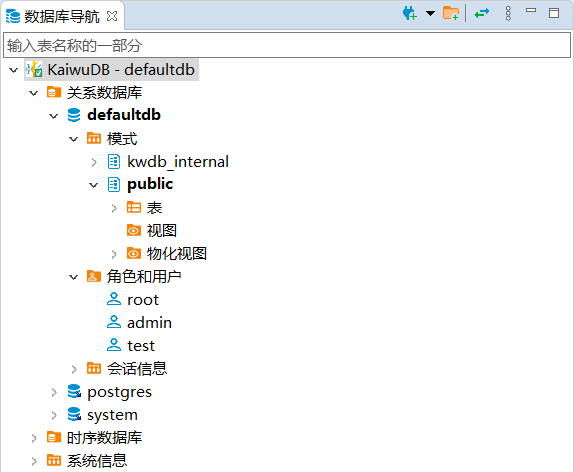 数据库导航
输入表名称的一部分
KaiwuDB - defaultdb
关系数据库
defaultdb
模式
kwdb_internal
public
表
视图
物化视图
角色和用户
root
admin
test
会话信息
postgres
system
时序数据库
系统信息